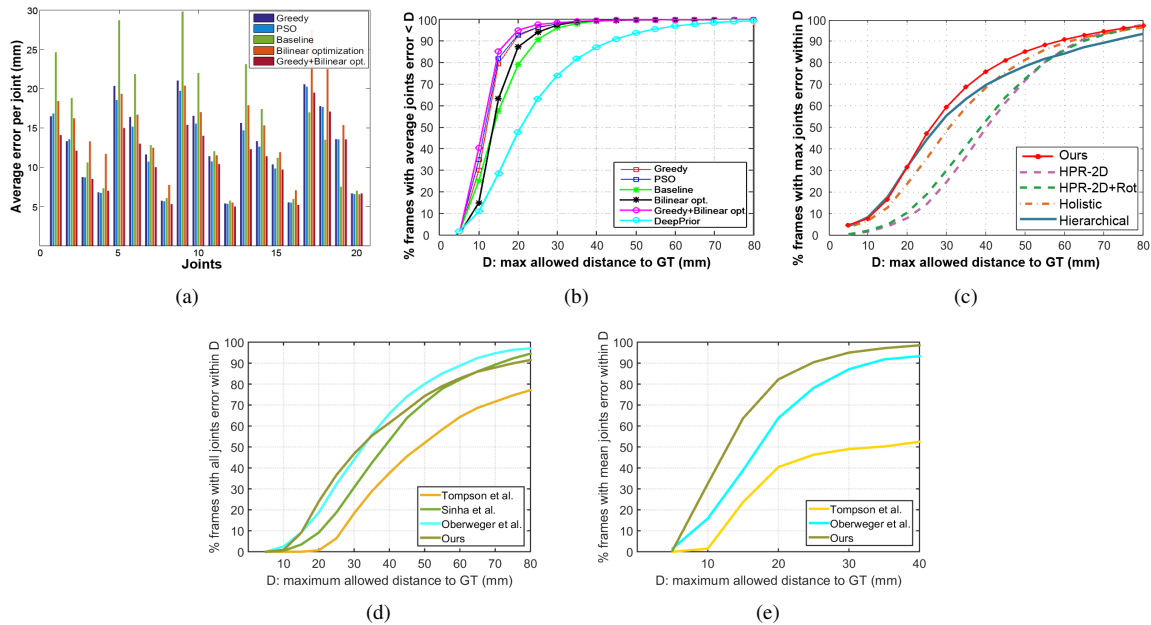 Average error per joint (mm)
30
25
20
15
10
5
0
5
10
15
20
Joints
Greedy
PSO
Baseline
Bilinear optimization
Greedy+Bilinear opt.
(a)
% frames with average joints error < D
100
90
80
70
60
50
40
30
20
10
0
0
10
20
30
40
50
60
70
80
D: max allowed distance to GT (mm)
Greedy
PSO
Baseline
Bilinear opt.
Greedy+Bilinear opt.
DeepPrior
(b)
% frames with max joints error within D
100
90
80
70
60
50
40
30
20
10
0
0
10
20
30
40
50
60
70
80
D: max allowed distance to GT (mm)
Ours
HPR-2D
HPR-2D+Rot
Holistic
Hierarchical
(c)
% frames with all joints error within D
100
90
80
70
60
50
40
30
20
10
0
10
20
30
40
50
60
70
80
D: maximum allowed distance to GT (mm)
Tompson et al.
Sinha et al.
Oberweger et al.
Ours
(d)
% frames with mean joints error within D
100
90
80
70
60
50
40
30
20
10
0
10
20
30
40
D: maximum allowed distance to GT (mm)
Tompson et al.
Oberweger et al.
Ours
(e)